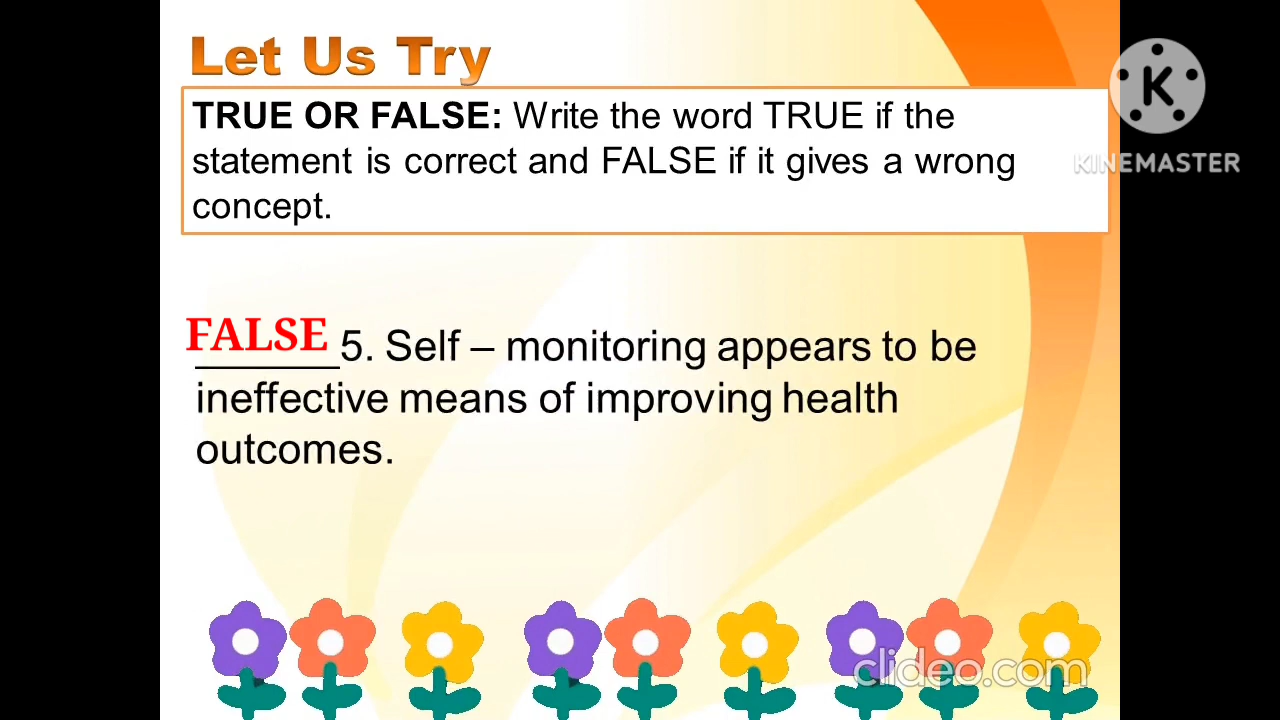 Let Us Try
TRUE OR FALSE: Write the word TRUE if the
statement is correct and FALSE if it gives a wrong
concept.
K
KINEMASTER
FALSE
_______5. Self – monitoring appears to be
ineffective means of improving health
outcomes.
clideo.com